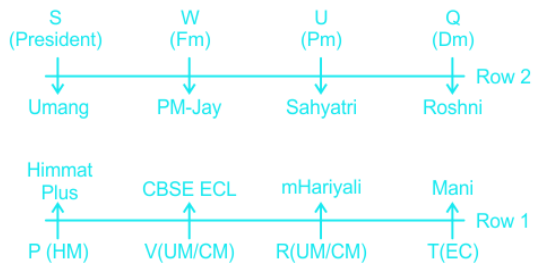 S W U Q
(President) (Fm) (Pm) (Dm)
Row 2
Umang PM-Jay Sahyatri Roshni
Himmat
Plus CBSE ECL mHariyali Mani
Row 1
P (HM) V(UM/CM) R(UM/CM) T(EC)